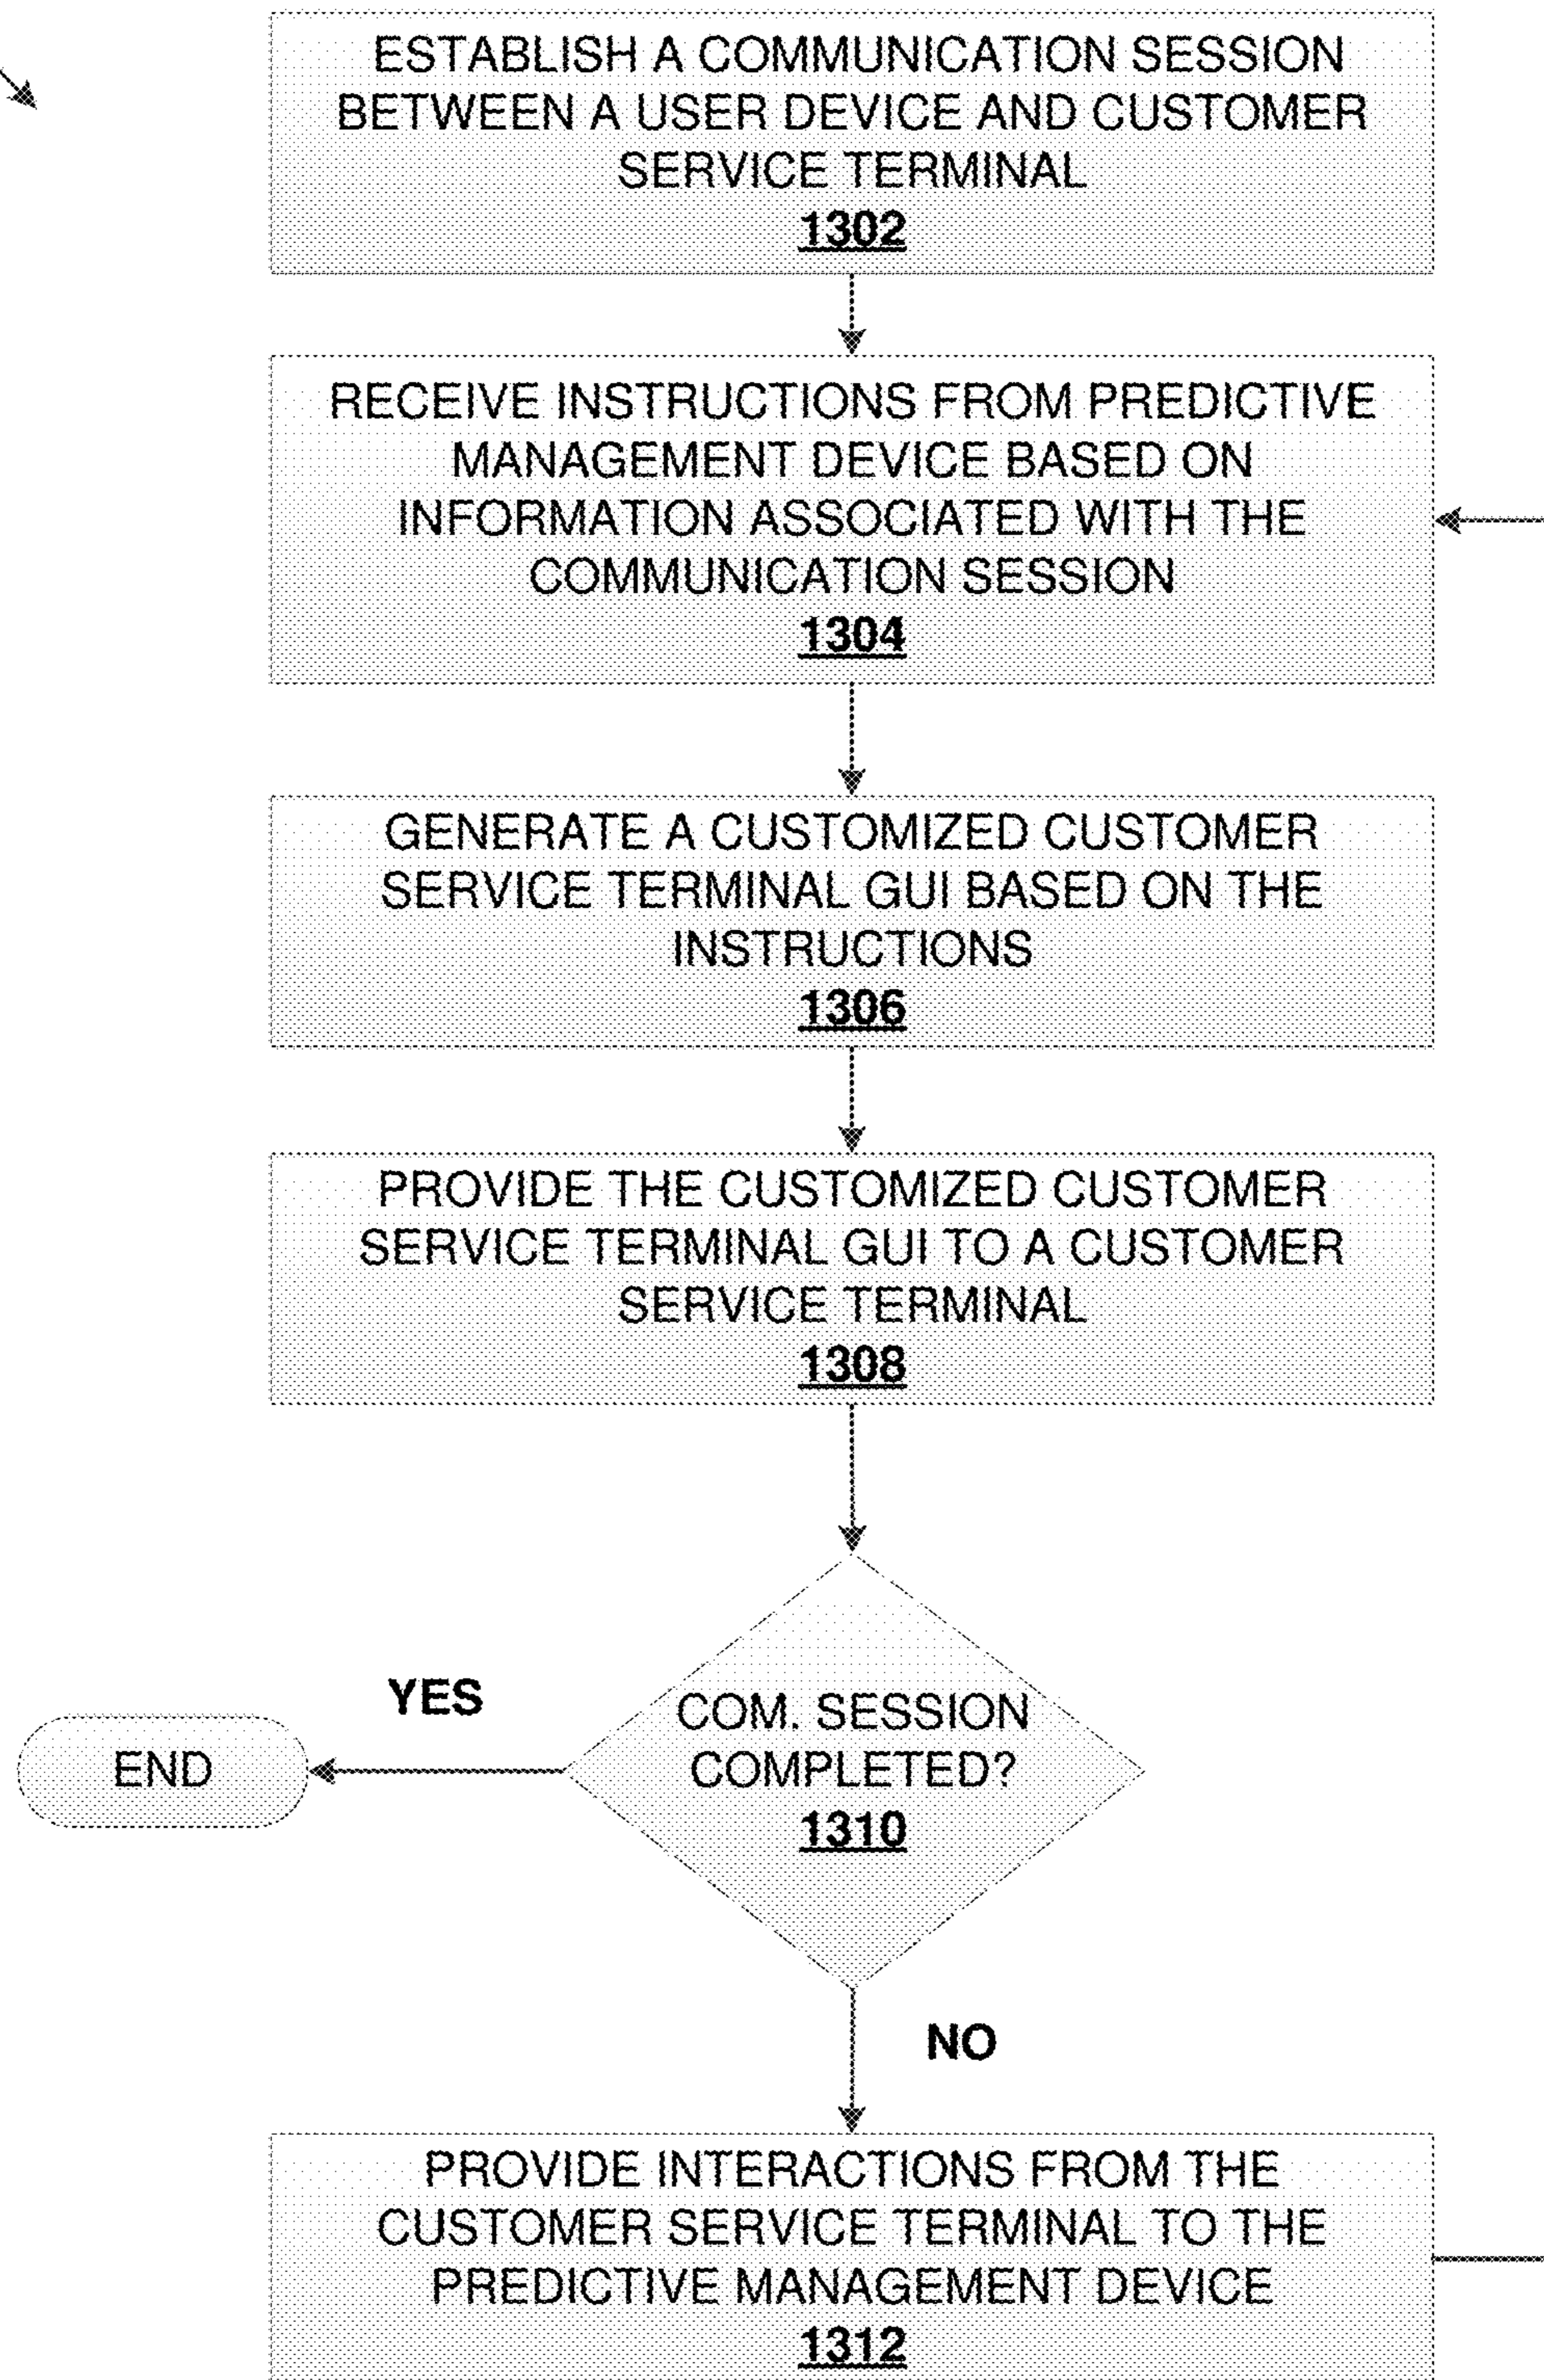 ESTABLISH A COMMUNICATION SESSION
BETWEEN A USER DEVICE AND CUSTOMER
SERVICE TERMINAL
1302
RECEIVE INSTRUCTIONS FROM PREDICTIVE
MANAGEMENT DEVICE BASED ON
INFORMATION ASSOCIATED WITH THE
COMMUNICATION SESSION
1304
GENERATE A CUSTOMIZED CUSTOMER
SERVICE TERMINAL GUI BASED ON THE
INSTRUCTIONS
1306
PROVIDE THE CUSTOMIZED CUSTOMER
SERVICE TERMINAL GUI TO A CUSTOMER
SERVICE TERMINAL
1308
YES
END
COM. SESSION
COMPLETED?
1310
NO
PROVIDE INTERACTIONS FROM THE
CUSTOMER SERVICE TERMINAL TO THE
PREDICTIVE MANAGEMENT DEVICE
1312